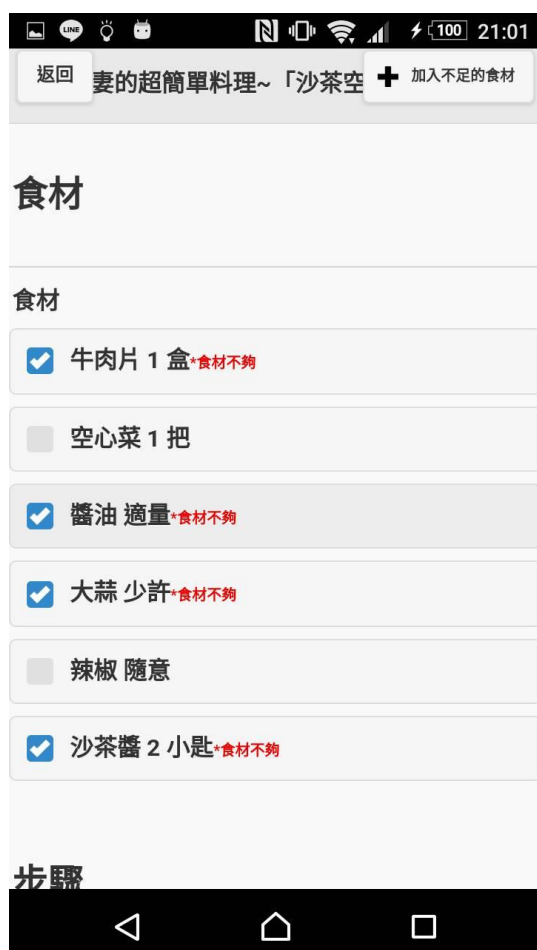 LINE
100
21:01
返回
妻的超簡單料理~「沙茶空
加入不足的食材
食材
食材
牛肉片 1 盒*食材不夠
空心菜 1 把
醬油 適量*食材不夠
大蒜 少許*食材不夠
辣椒 隨意
沙茶醬 2 小匙*食材不夠
步驟